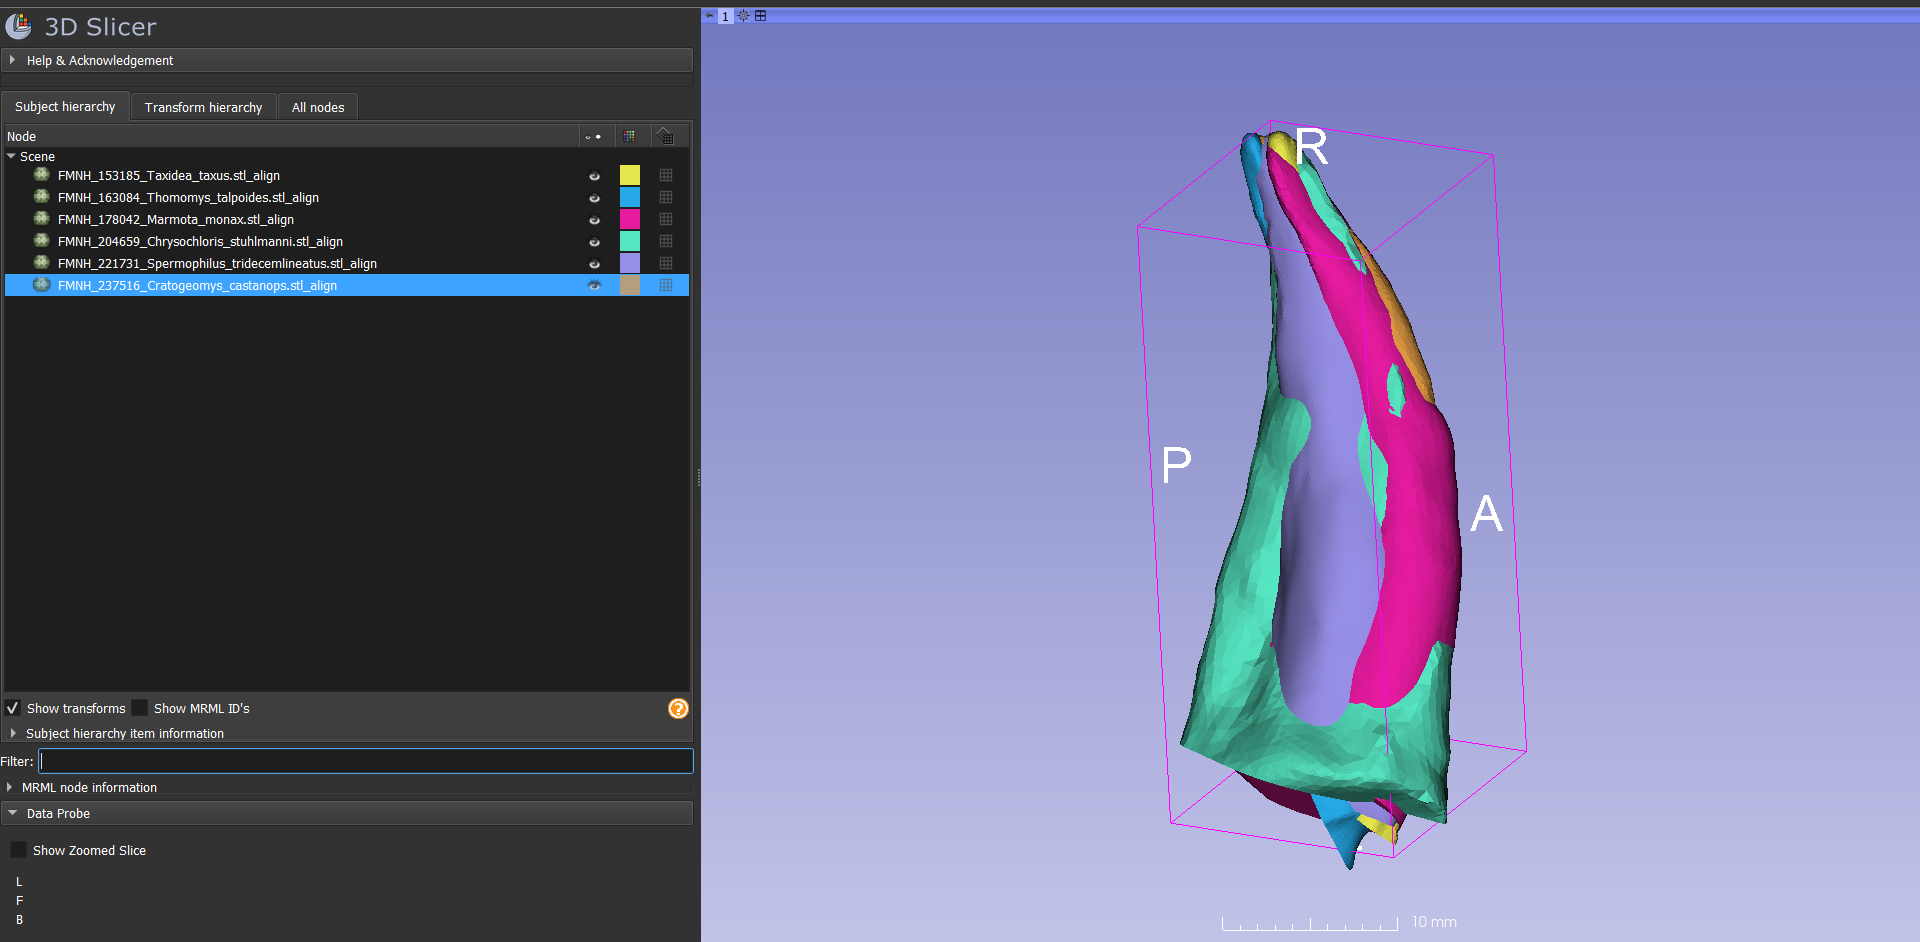 3D Slicer
Help & Acknowledgement
Subject hierarchy
Transform hierarchy
All nodes
Node
Scene
FMNH_153185_Taxidea_taxus.stl_align
FMNH_163084_Thomomys_talpoides.stl_align
FMNH_178042_Marmota_monax.stl_align
FMNH_204659_Chrysochloris_stuhlmanni.stl_align
FMNH_221731_Spermophilus_tridecemlineatus.stl_align
FMNH_237516_Cratogeomys_castanops.stl_align
Show transforms
Show MRML ID's
?
Subject hierarchy item information
Filter:
MRML node information
Data Probe
Show Zoomed Slice
L
F
B
1
R
P
A
10 mm